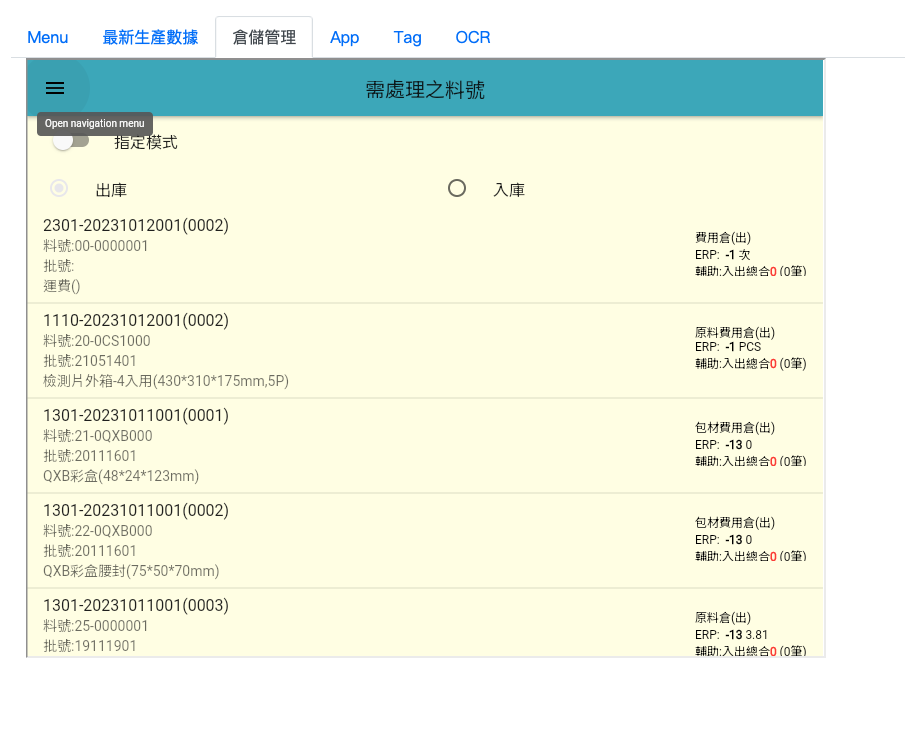 Menu 最新生產數據 倉儲管理 App Tag OCR
需處理之料號
Open navigation menu
指定模式
出庫 入庫
2301-20231012001(0002)
料號:00-0000001
批號:
運費()
費用倉(出)
ERP: -1 次
輔助:入出總合0 (0筆)
1110-20231012001(0002)
料號:20-0CS1000
批號:21051401
檢測片外箱-4入用(430*310*175mm,5P)
原料費用倉(出)
ERP: -1 PCS
輔助:入出總合0 (0筆)
1301-20231011001(0001)
料號:21-0QXB000
批號:20111601
QXB彩盒(48*24*123mm)
包材費用倉(出)
ERP: -13 0
輔助:入出總合0 (0筆)
1301-20231011001(0002)
料號:22-0QXB000
批號:20111601
QXB彩盒腰封(75*50*70mm)
包材費用倉(出)
ERP: -13 0
輔助:入出總合0 (0筆)
1301-20231011001(0003)
料號:25-0000001
批號:19111901
原料倉(出)
ERP: -13 3.81
輔助:入出總合0 (0筆)